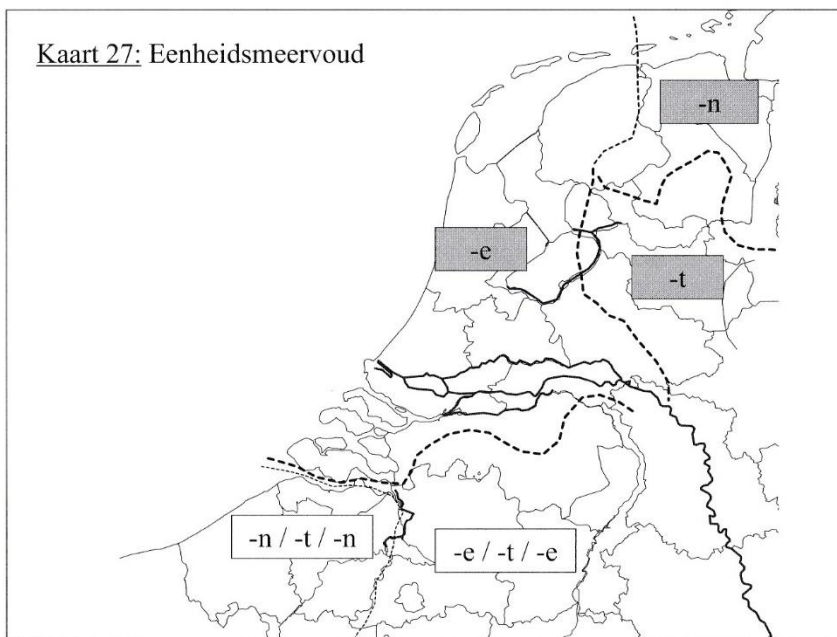 Kaart 27: Eenheidsmeervoud
-n
-e
-t
-n / -t / -n
-e / -t / -e